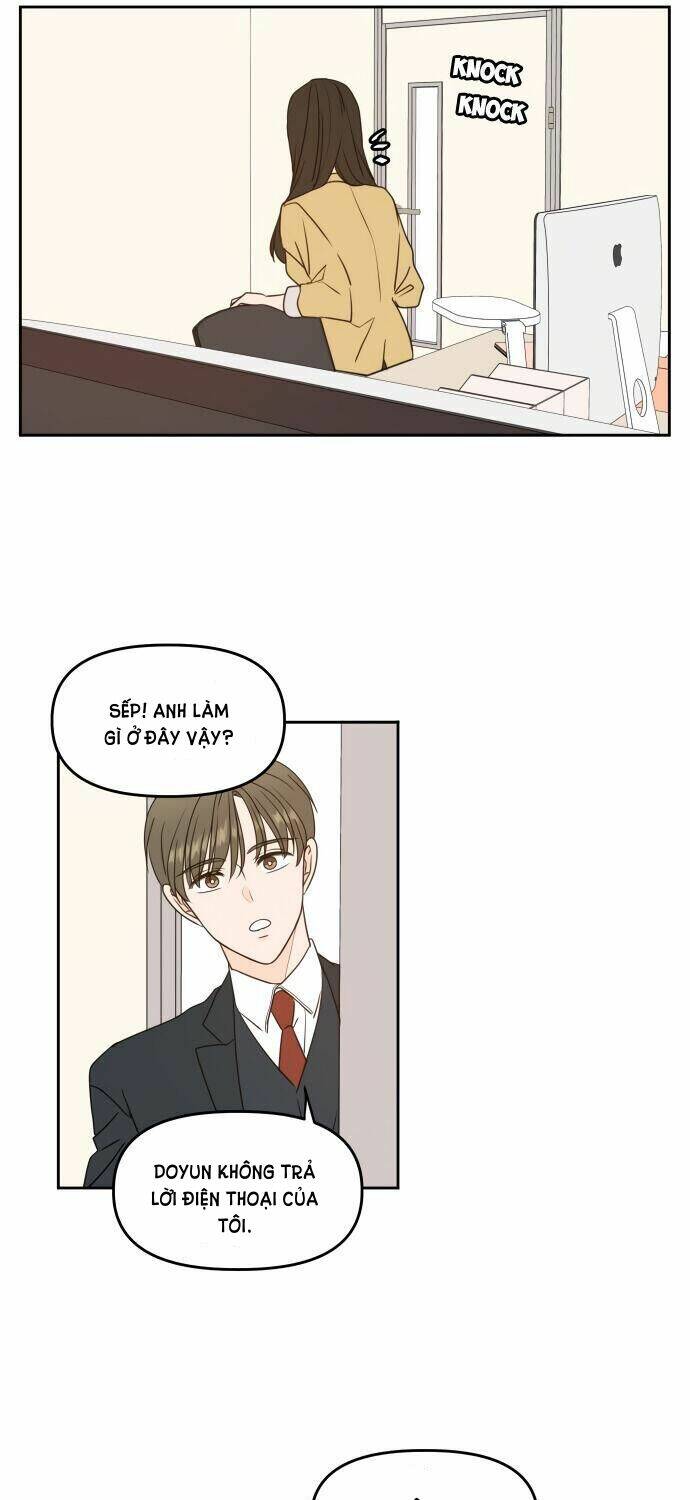 KNOCK
KNOCK
SẾP! ANH LÀM
GÌ Ở ĐÂY VẬY?
DOYUN KHÔNG TRẢ
LỜI ĐIỆN THOẠI CỦA
TÔI.